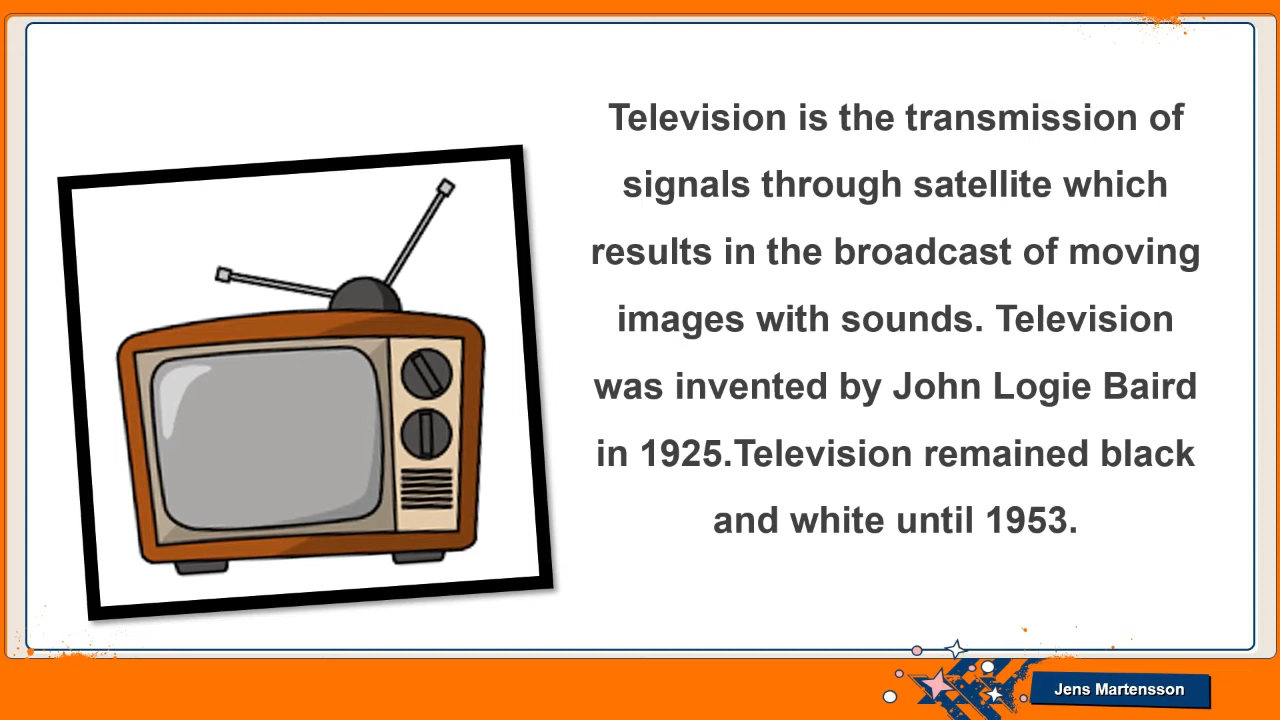 Television is the transmission of
signals through satellite which
results in the broadcast of moving
images with sounds. Television
was invented by John Logie Baird
in 1925.Television remained black
and white until 1953.
Jens Martensson